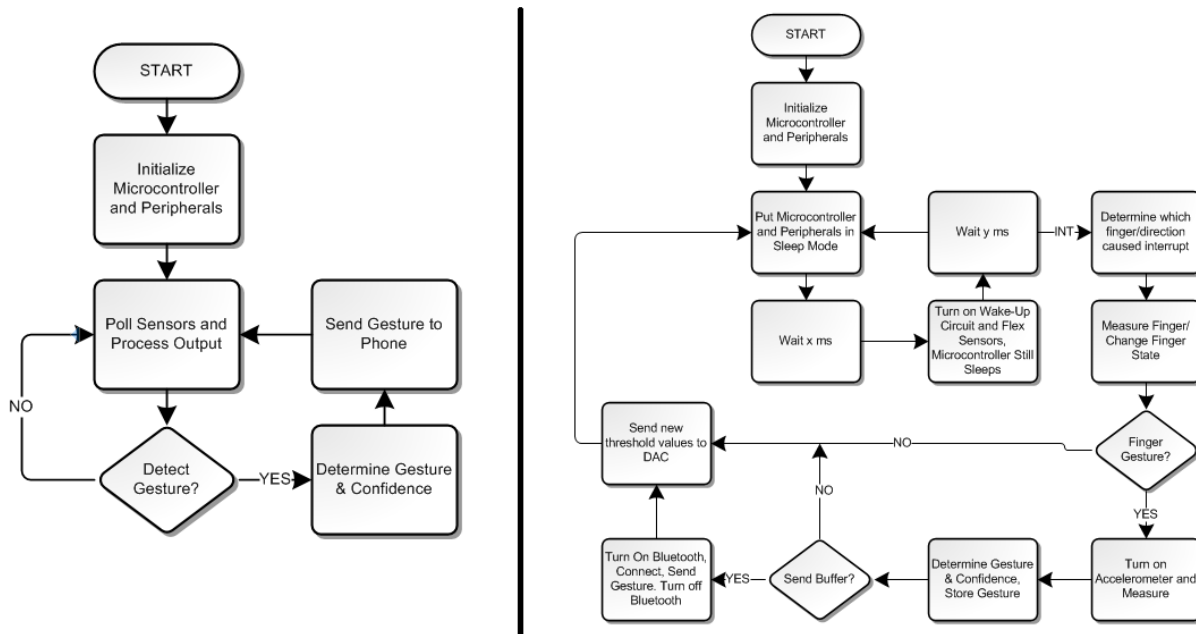 START
Initialize
Microcontroller
and Peripherals
Poll Sensors and
Process Output
Send Gesture to
Phone
NO
Detect
Gesture?
YES
Determine Gesture
& Confidence
START
Initialize
Microcontroller
and Peripherals
Put Microcontroller
and Peripherals in
Sleep Mode
Wait y ms
INT
Determine which
finger/direction
caused interrupt
Wait x ms
Turn on Wake-Up
Circuit and Flex
Sensors,
Microcontroller Still
Sleeps
Measure Finger/
Change Finger
State
Send new
threshold values to
DAC
NO
Finger
Gesture?
NO
YES
Turn On Bluetooth,
Connect, Send
Gesture. Turn off
Bluetooth
YES
Send Buffer?
Determine Gesture
& Confidence,
Store Gesture
Turn on
Accelerometer and
Measure